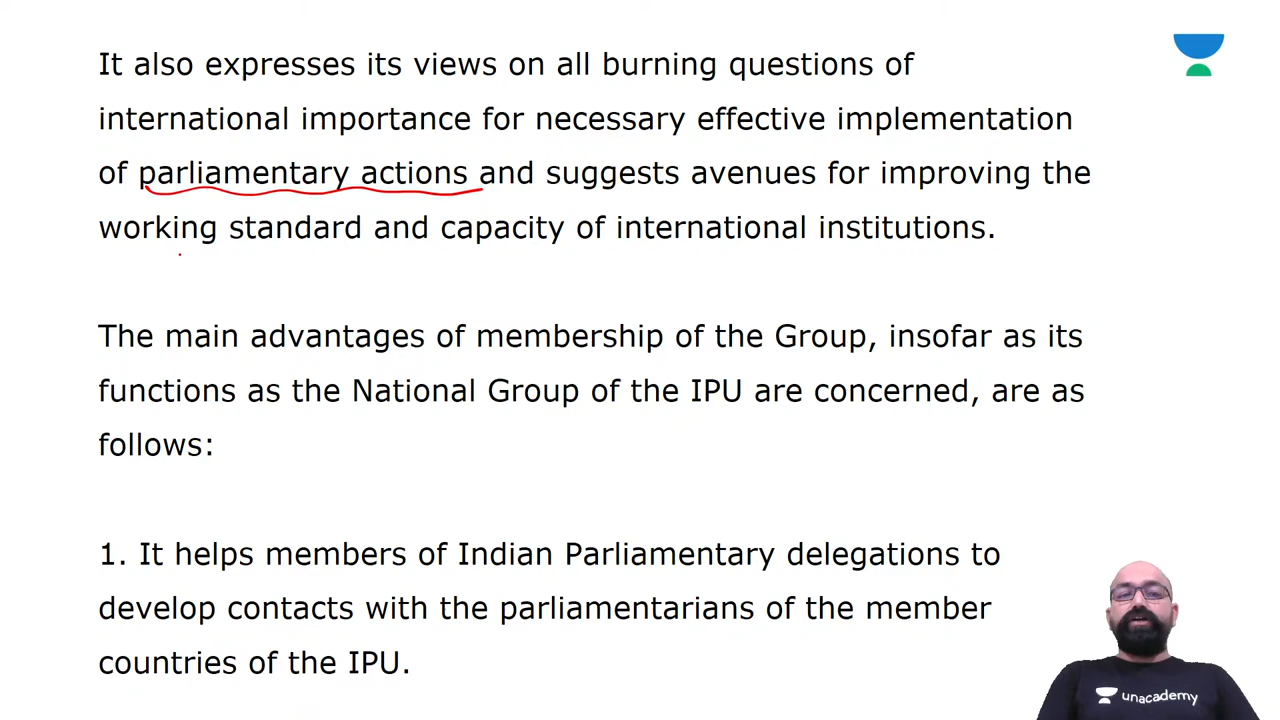 It also expresses its views on all burning questions of
international importance for necessary effective implementation
of parliamentary actions and suggests avenues for improving the
working standard and capacity of international institutions.
The main advantages of membership of the Group, insofar as its
functions as the National Group of the IPU are concerned, are as
follows:
1. It helps members of Indian Parliamentary delegations to
develop contacts with the parliamentarians of the member
countries of the IPU.
unacademy